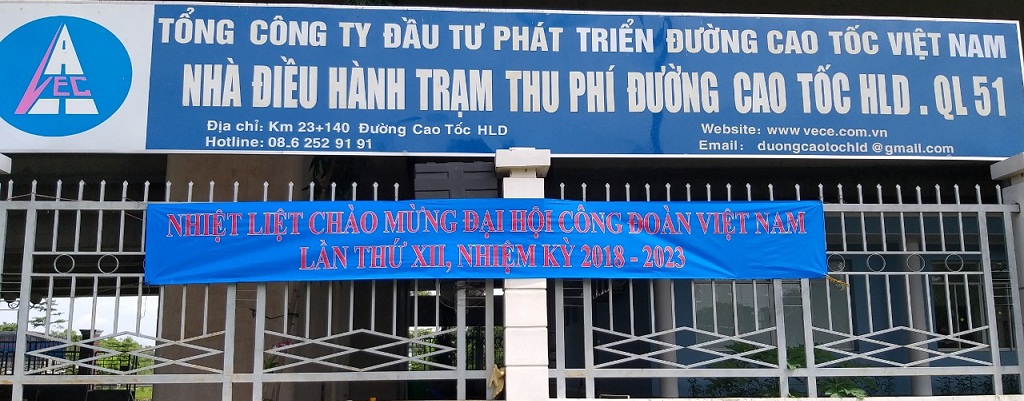 VEC
TỔNG CÔNG TY ĐẦU TƯ PHÁT TRIỂN ĐƯỜNG CAO TỐC VIỆT NAM
NHÀ ĐIỀU HÀNH TRẠM THU PHÍ ĐƯỜNG CAO TỐC HLD . QL 51
Địa chỉ: Km 23+140 Đường Cao Tốc HLD
Hotline: 08.6 252 91 91
Website: www vece.com.vn
Email: duongcaotochld @gmail.com
NHIỆT LIỆT CHÀO MỪNG ĐẠI HỘI CÔNG ĐOÀN VIỆT NAM
LẦN THỨ XII, NHIỆM KỲ 2018 - 2023